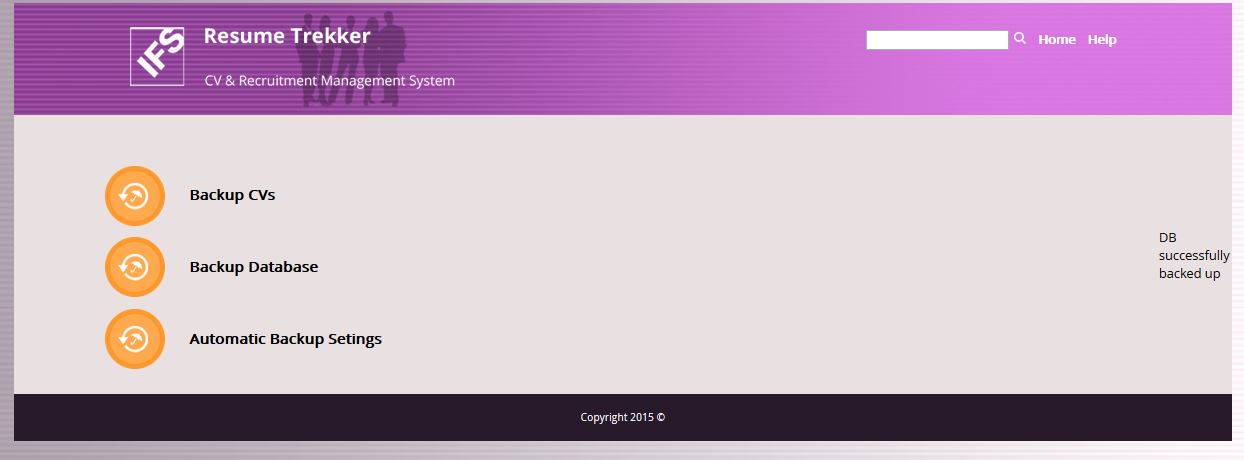 IFS
Resume Trekker
CV & Recruitment Management System
Home Help
Backup CVs
Backup Database
Automatic Backup Setings
DB
successfully
backed up
Copyright 2015 ©